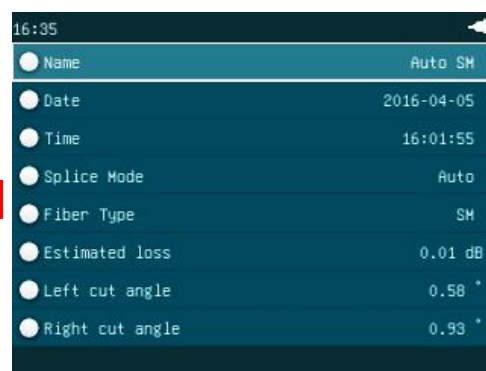 16:35
Name Auto SM
Date 2016-04-05
Time 16:01:55
Splice Mode Auto
Fiber Type SM
Estimated loss 0.01 dB
Left cut angle 0.58 °
Right cut angle 0.93 °